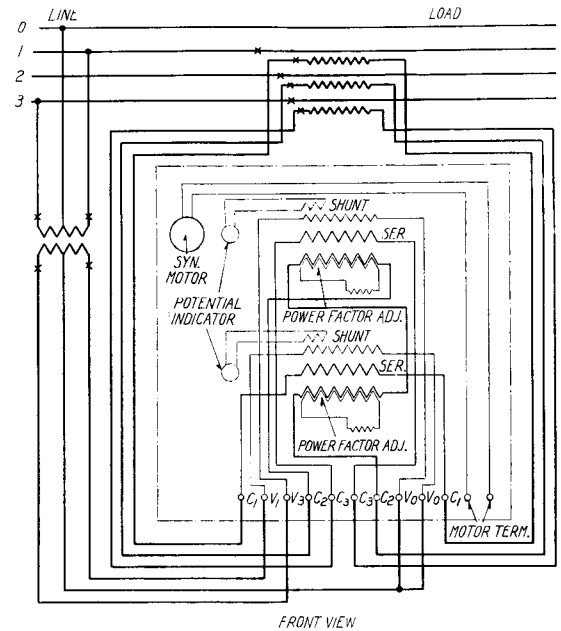 LINE
LOAD
0
1
2
3
SHUNT
SER.
SYN.
MOTOR
POTENTIAL
INDICATOR
POWER FACTOR ADJ.
SHUNT
SER.
POWER FACTOR ADJ.
C1 V1 V3 C2 C3 C3 C2 V0 V0 C1
MOTOR TERM.
FRONT VIEW